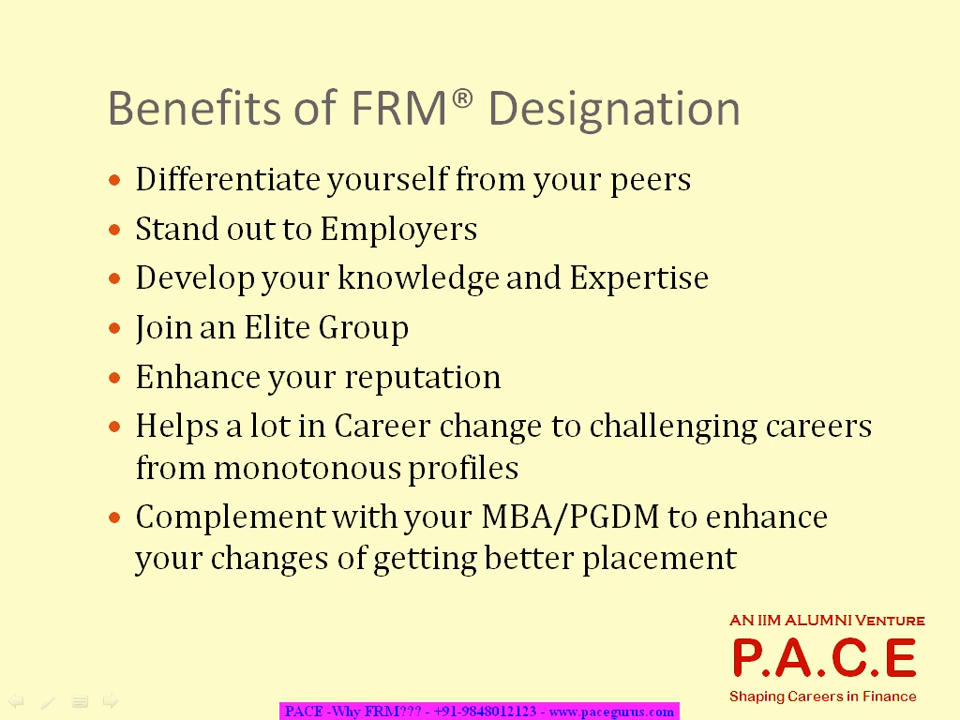 Benefits of FRM® Designation
Differentiate yourself from your peers
Stand out to Employers
Develop your knowledge and Expertise
Join an Elite Group
Enhance your reputation
Helps a lot in Career change to challenging careers
from monotonous profiles
Complement with your MBA/PGDM to enhance
your changes of getting better placement
AN IIM ALUMNI VENTURE
P.A.C.E
Shaping Careers in Finance
PACE -Why FRM??? - +91-9848012123 - www.pacegurus.com